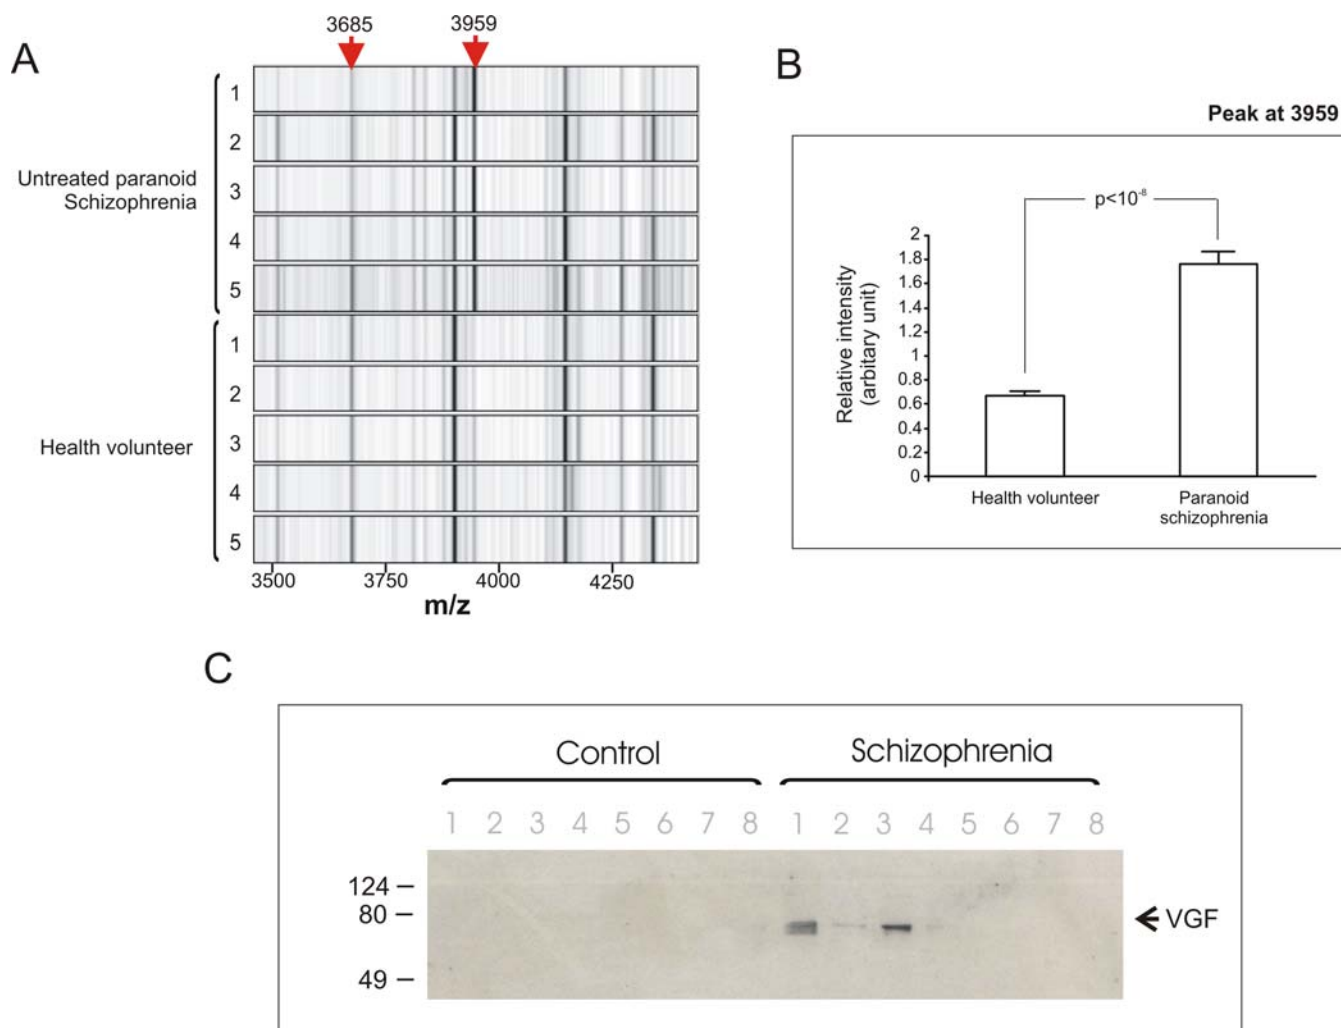 A
3685 3959
Untreated paranoid
Schizophrenia
1
2
3
4
5
Health volunteer
1
2
3
4
5
3500 3750 4000 4250
m/z
B
Peak at 3959
p<10⁻⁸
Relative intensity
(arbitary unit)
2
1.8
1.6
1.4
1.2
1
0.8
0.6
0.4
0.2
0
Health volunteer
Paranoid
schizophrenia
C
Control Schizophrenia
1 2 3 4 5 6 7 8 1 2 3 4 5 6 7 8
124
80
49
VGF